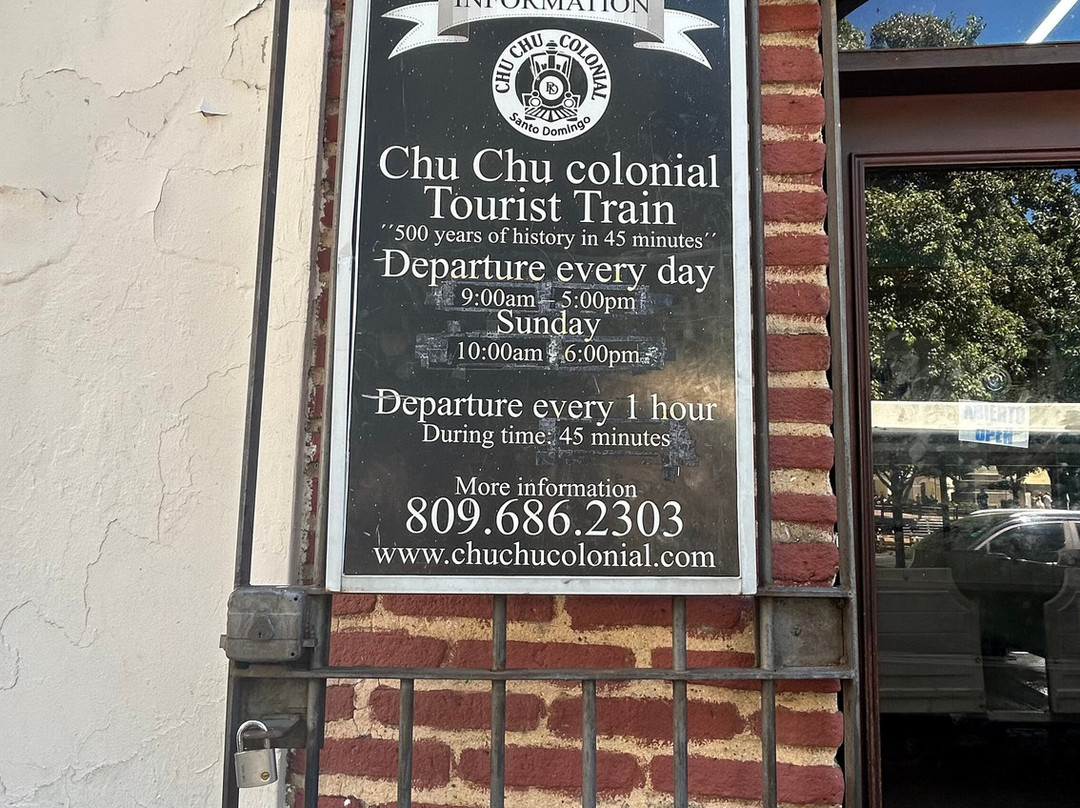 INFORMATION
CHU CHU COLONIAL
Santo Domingo
Chu Chu colonial
Tourist Train
´´500 years of history in 45 minutes´´
Departure every day
9:00am – 5:00pm
Sunday
10:00am - 6:00pm
Departure every 1 hour
During time: 45 minutes
More information
809.686.2303
www.chuchucolonial.com
ABIERTO
OPEN